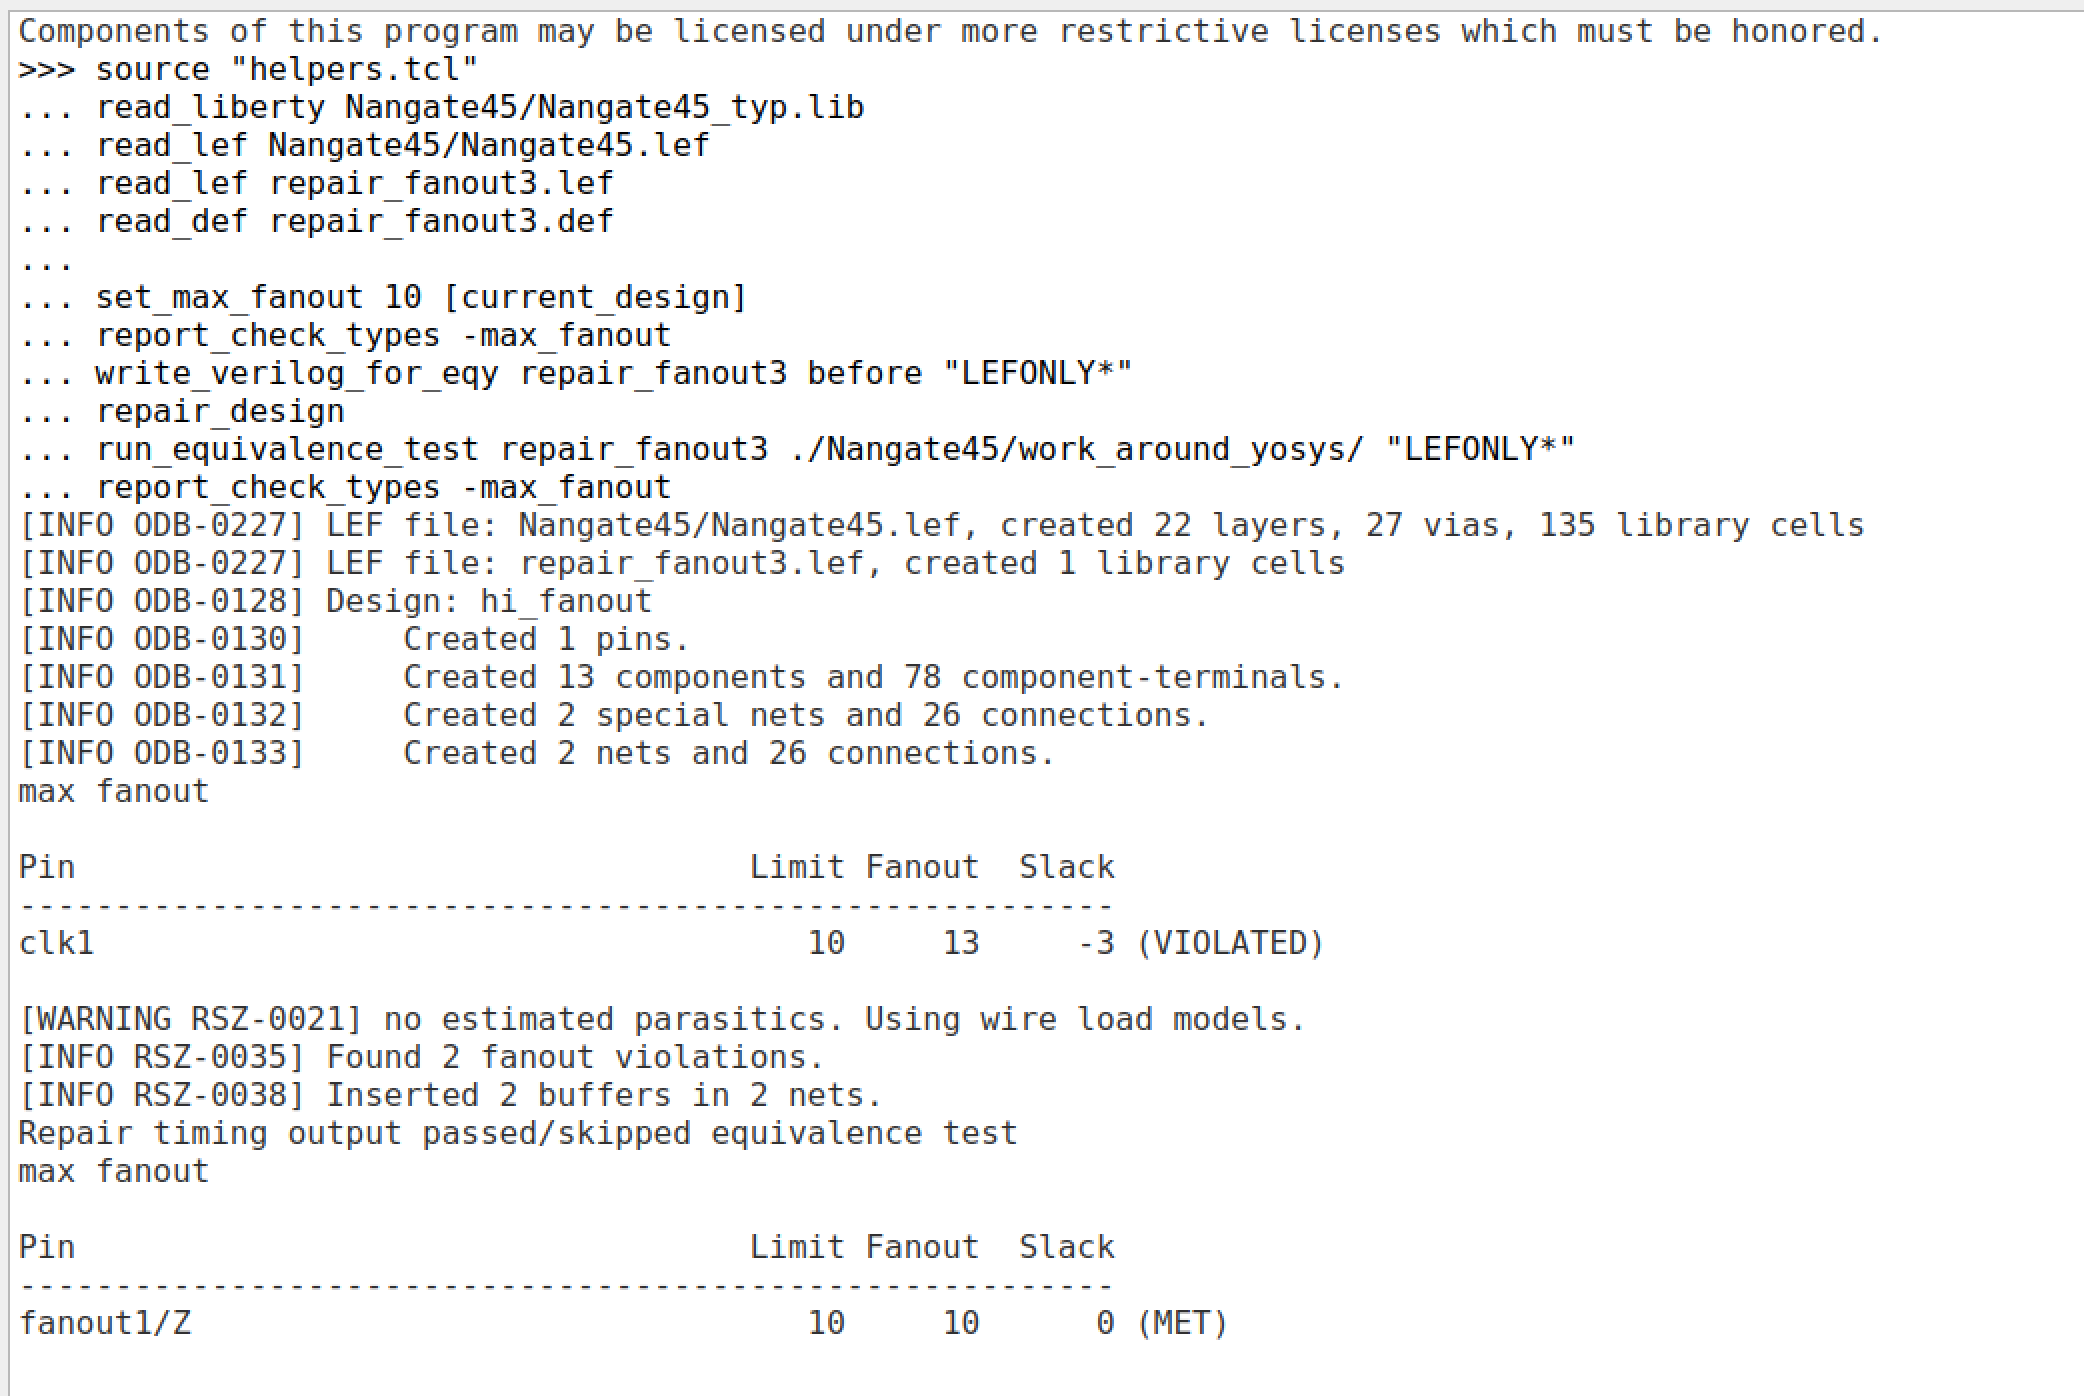 Components of this program may be licensed under more restrictive licenses which must be honored.
>>> source "helpers.tcl"
... read_liberty Nangate45/Nangate45_typ.lib
... read_lef Nangate45/Nangate45.lef
... read_lef repair_fanout3.lef
... read_def repair_fanout3.def
...
... set_max_fanout 10 [current_design]
... report_check_types -max_fanout
... write_verilog_for_eqy repair_fanout3 before "LEFONLY*"
... repair_design
... run_equivalence_test repair_fanout3 ./Nangate45/work_around_yosys/ "LEFONLY*"
... report_check_types -max_fanout
[INFO ODB-0227] LEF file: Nangate45/Nangate45.lef, created 22 layers, 27 vias, 135 library cells
[INFO ODB-0227] LEF file: repair_fanout3.lef, created 1 library cells
[INFO ODB-0128] Design: hi_fanout
[INFO ODB-0130]     Created 1 pins.
[INFO ODB-0131]     Created 13 components and 78 component-terminals.
[INFO ODB-0132]     Created 2 special nets and 26 connections.
[INFO ODB-0133]     Created 2 nets and 26 connections.
max fanout

Pin                                   Limit Fanout  Slack
---------------------------------------------------------
clk1                                     10     13     -3 (VIOLATED)

[WARNING RSZ-0021] no estimated parasitics. Using wire load models.
[INFO RSZ-0035] Found 2 fanout violations.
[INFO RSZ-0038] Inserted 2 buffers in 2 nets.
Repair timing output passed/skipped equivalence test
max fanout

Pin                                   Limit Fanout  Slack
---------------------------------------------------------
fanout1/Z                                10     10      0 (MET)